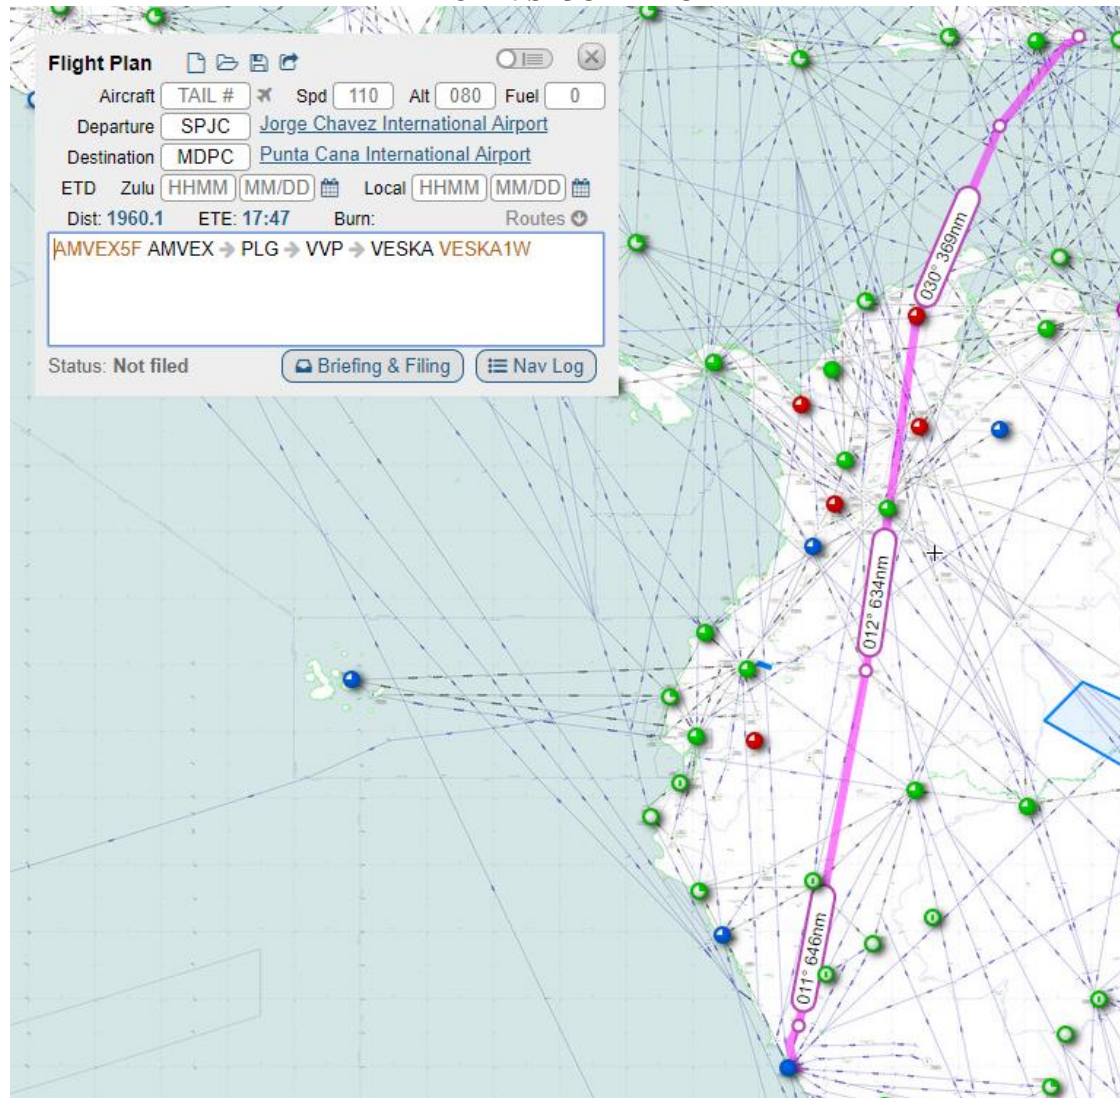 Flight Plan
Aircraft TAIL # Spd 110 Alt 080 Fuel 0
Departure SPJC Jorge Chavez International Airport
Destination MDPC Punta Cana International Airport
ETD Zulu HHMM MM/DD Local HHMM MM/DD
Dist: 1960.1 ETE: 17:47 Burn: Routes
AMVEX5F AMVEX → PLG → VVP → VESKA VESKA1W
Status: Not filed Briefing & Filing Nav Log
030° 369nm
012° 634nm
011° 646nm